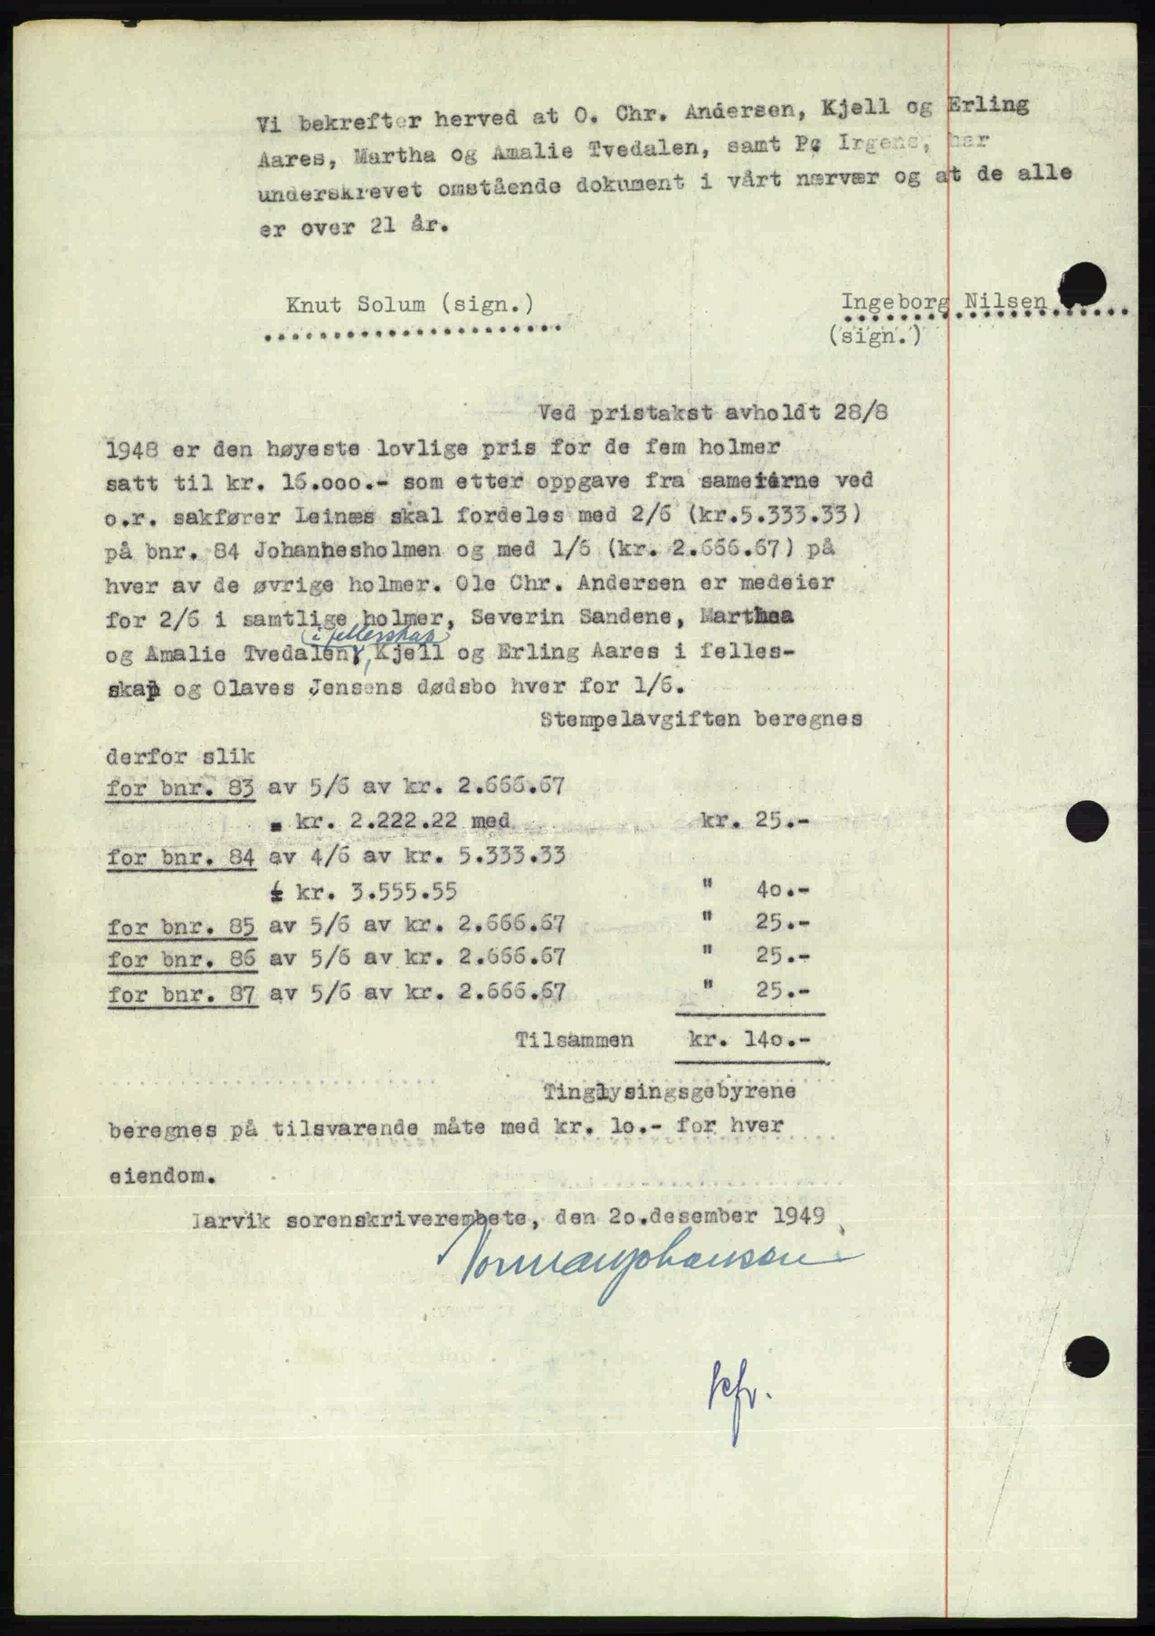 Vi bekrefter herved at O. Chr. Andersen, Kjell og Erling
Aares, Martha og Amalie Tvedalen, samt Irgens, har
underskrevet omstående dokument i vårt nærvær og at de alle
er over 21 år.
Knut Solum (sign.) Ingeborg Nilsen
(sign.)
Ved pristakst avholdt 28/8
1948 er den høyeste lovlige pris for de fem holmer
satt til kr. 16.ooo.- som etter oppgave fra sameierne ved
o.r. sakfører Leinæs skal fordeles med 2/6 (kr.5.333.33)
på bnr. 84 Johannesholmen og med 1/6 (kr. 2.666.67) på
hver av de øvrige holmer. Ole Chr. Andersen er medeier
for 2/6 i samtlige holmer, Severin Sandene, Martha
(i fellerskap)
og Amalie Tvedalen, Kjell og Erling Aares i felles-
skap og Olaves Jensens dødsbo hver for 1/6.
Stempelavgiften beregnes
derfor slik
for bnr. 83 av 5/6 av kr. 2.666.67
= kr. 2.222.22 med kr. 25.-
for bnr. 84 av 4/6 av kr. 5.333.33
= kr. 3.555.55 " 4o.-
for bnr. 85 av 5/6 av kr. 2.666.67 " 25.-
for bnr. 86 av 5/6 av kr. 2.666.67 " 25.-
for bnr. 87 av 5/6 av kr. 2.666.67 " 25.-
Tilsammen kr. 14o.-
Tinglysingsgebyrene
beregnes på tilsvarende måte med kr. 1o.- for hver
eiendom.
Larvik sorenskriverembete, den 2o.desember 1949
Normanjohansen
kfr.